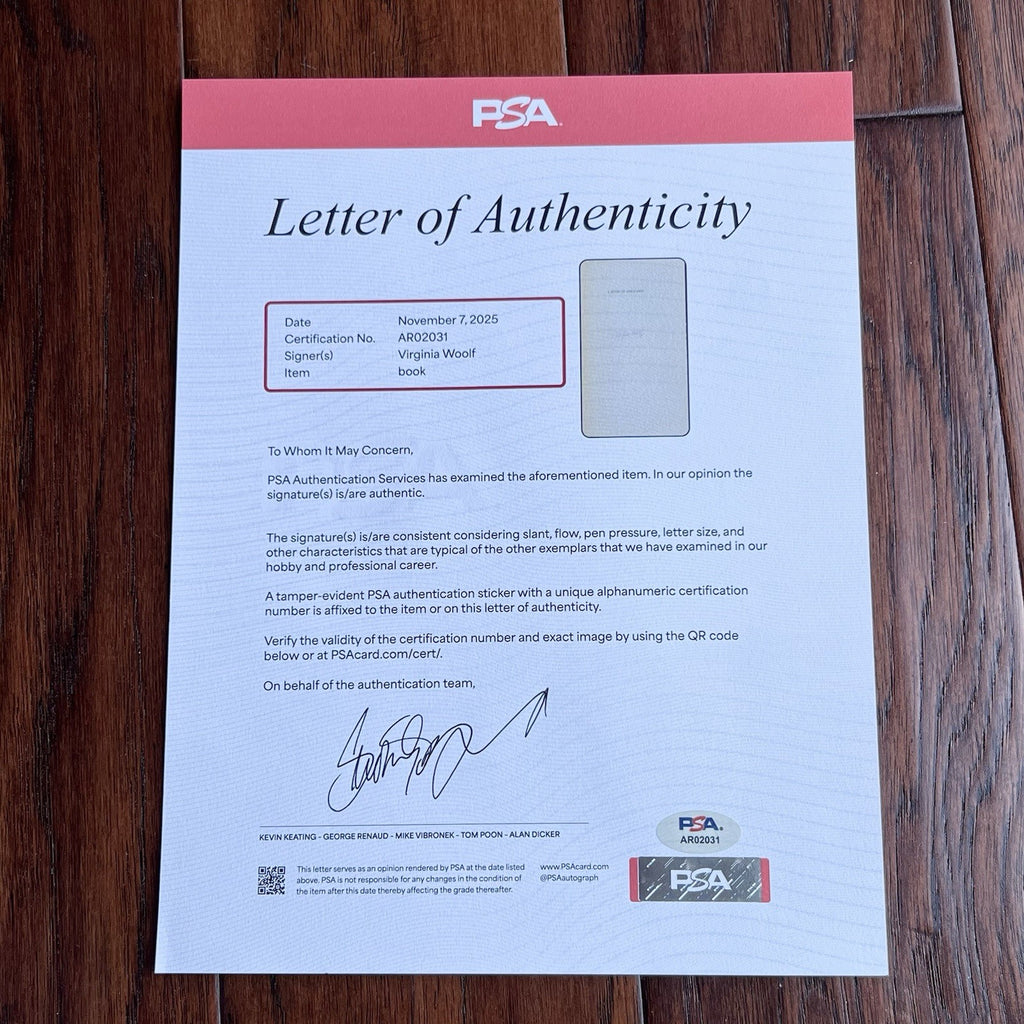 PSA
Letter of Authenticity
Date November 7, 2025
Certification No. AR02031
Signer(s) Virginia Woolf
Item book
To Whom It May Concern,
PSA Authentication Services has examined the aforementioned item. In our opinion the
signature(s) is/are authentic.
The signature(s) is/are consistent considering slant, flow, pen pressure, letter size, and
other characteristics that are typical of the other exemplars that we have examined in our
hobby and professional career.
A tamper-evident PSA authentication sticker with a unique alphanumeric certification
number is affixed to the item or on this letter of authenticity.
Verify the validity of the certification number and exact image by using the QR code
below or at PSAcard.com/cert/.
On behalf of the authentication team,
KEVIN KEATING - GEORGE RENAUD - MIKE VIBRONEK - TOM POON - ALAN DICKER
This letter serves as an opinion rendered by PSA at the date listed
above. PSA is not responsible for any changes in the condition of
the item after this date thereby affecting the grade thereafter.
www.PSAcard.com
@PSAautograph
PSA.
AR02031
PSA